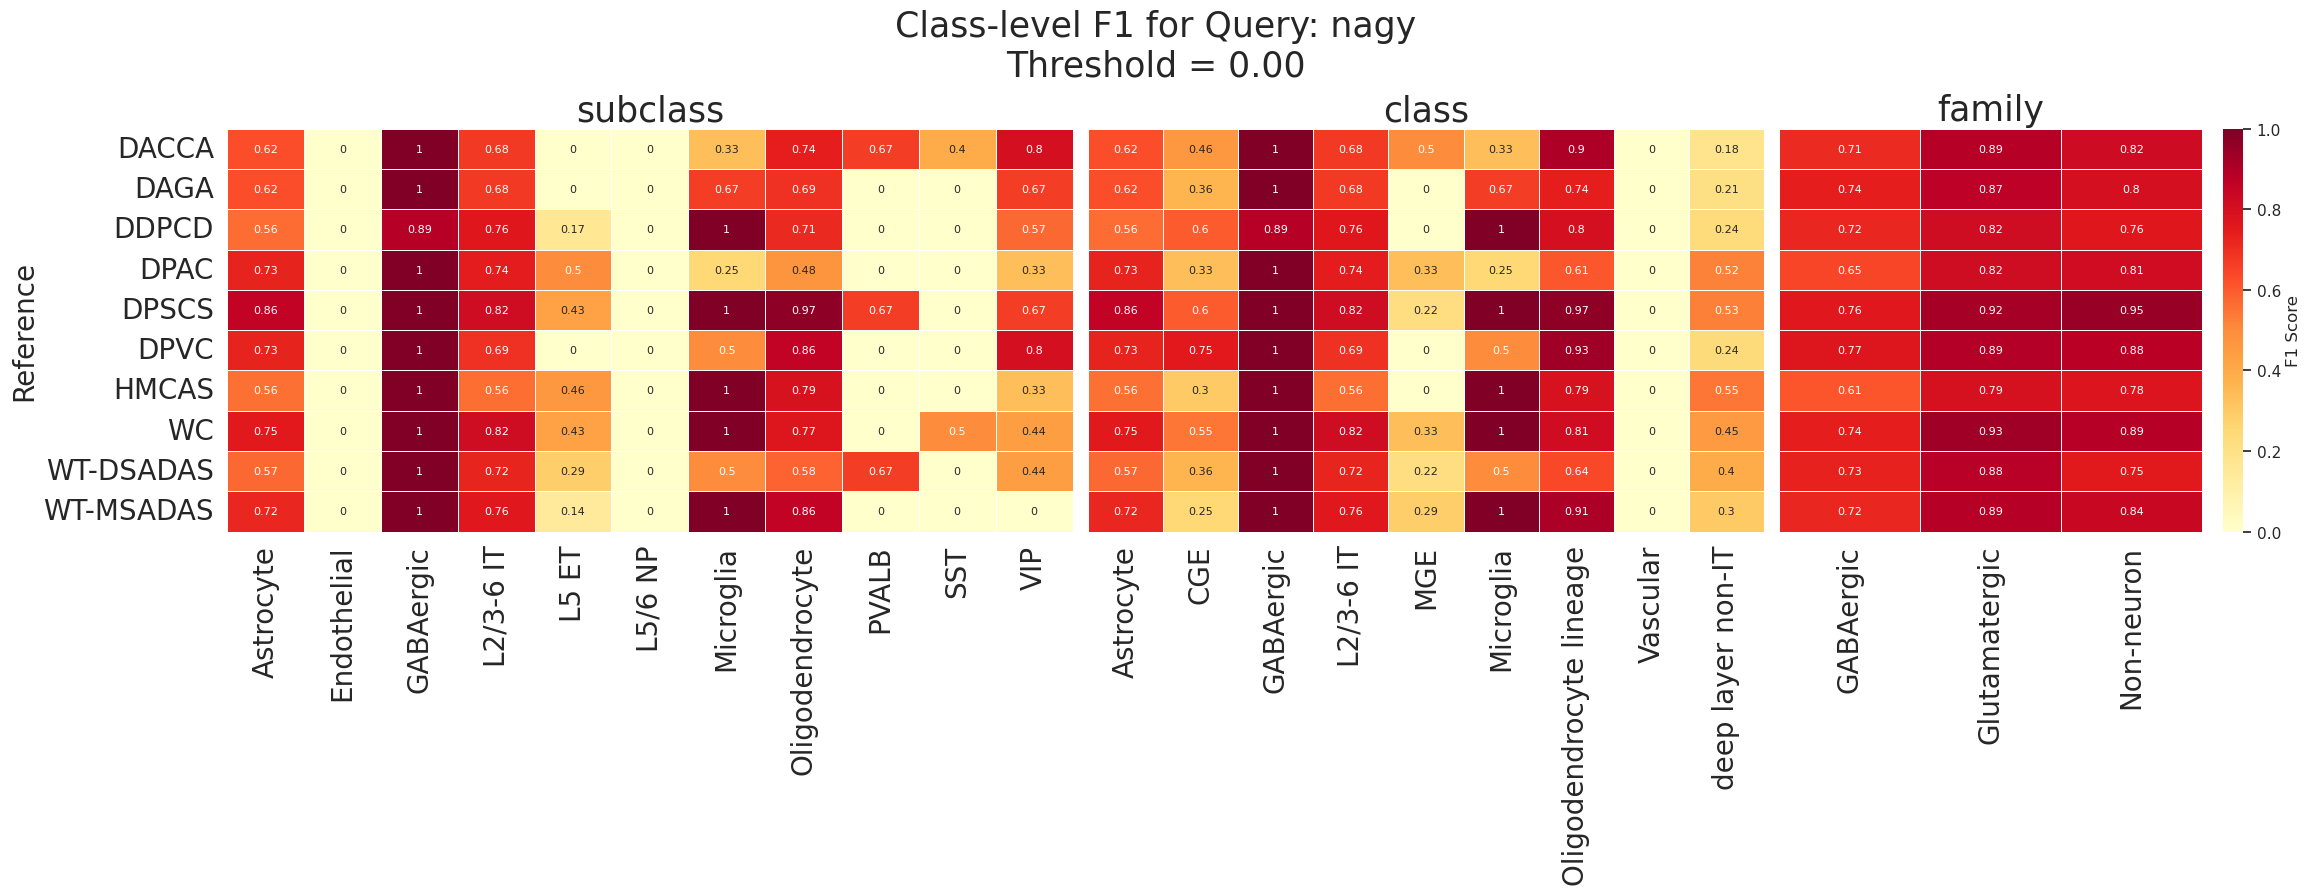 Class-level F1 for Query: nagy
Threshold = 0.00
subclass class family
DACCA 0.62 0 1 0.68 0 0 0.33 0.74 0.67 0.4 0.8 0.62 0.46 1 0.68 0.5 0.33 0.9 0 0.18 0.71 0.89 0.82
DAGA 0.62 0 1 0.68 0 0 0.67 0.69 0 0 0.67 0.62 0.36 1 0.68 0 0.67 0.74 0 0.21 0.74 0.87 0.8
DDPCD 0.56 0 0.89 0.76 0.17 0 1 0.71 0 0 0.57 0.56 0.6 0.89 0.76 0 1 0.8 0 0.24 0.72 0.82 0.76
DPAC 0.73 0 1 0.74 0.5 0 0.25 0.48 0 0 0.33 0.73 0.33 1 0.74 0.33 0.25 0.61 0 0.52 0.65 0.82 0.81
DPSCS 0.86 0 1 0.82 0.43 0 1 0.97 0.67 0 0.67 0.86 0.6 1 0.82 0.22 1 0.97 0 0.53 0.76 0.92 0.95
DPVC 0.73 0 1 0.69 0 0 0.5 0.86 0 0 0.8 0.73 0.75 1 0.69 0 0.5 0.93 0 0.24 0.77 0.89 0.88
HMCAS 0.56 0 1 0.56 0.46 0 1 0.79 0 0 0.33 0.56 0.3 1 0.56 0 1 0.79 0 0.55 0.61 0.79 0.78
WC 0.75 0 1 0.82 0.43 0 1 0.77 0 0.5 0.44 0.75 0.55 1 0.82 0.33 1 0.81 0 0.45 0.74 0.93 0.89
WT-DSADAS 0.57 0 1 0.72 0.29 0 0.5 0.58 0.67 0 0.44 0.57 0.36 1 0.72 0.22 0.5 0.64 0 0.4 0.73 0.88 0.75
WT-MSADAS 0.72 0 1 0.76 0.14 0 1 0.86 0 0 0 0.72 0.25 1 0.76 0.29 1 0.91 0 0.3 0.72 0.89 0.84
Reference
Astrocyte
Endothelial
GABAergic
L2/3-6 IT
L5 ET
L5/6 NP
Microglia
Oligodendrocyte
PVALB
SST
VIP
Astrocyte
CGE
GABAergic
L2/3-6 IT
MGE
Microglia
Oligodendrocyte lineage
Vascular
deep layer non-IT
GABAergic
Glutamatergic
Non-neuron
1.0
0.8
0.6
0.4
0.2
0.0
F1 Score